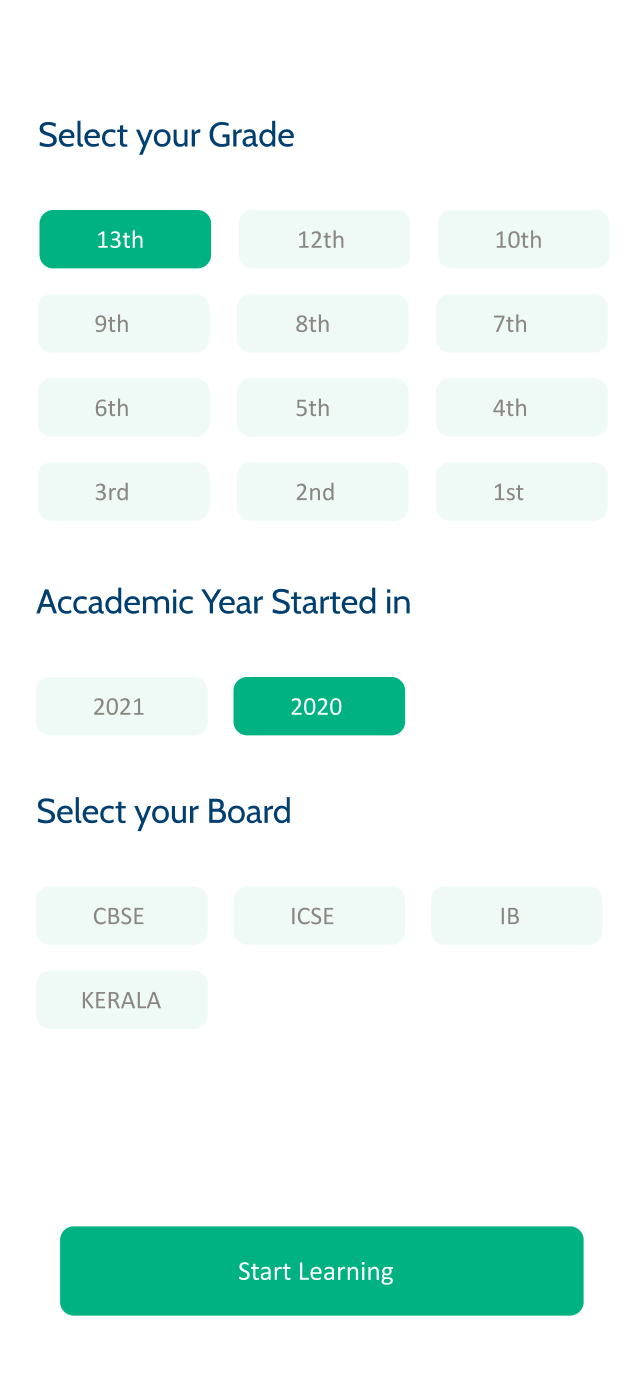 Select your Grade
13th 12th 10th
9th 8th 7th
6th 5th 4th
3rd 2nd 1st
Accademic Year Started in
2021 2020
Select your Board
CBSE ICSE IB
KERALA
Start Learning